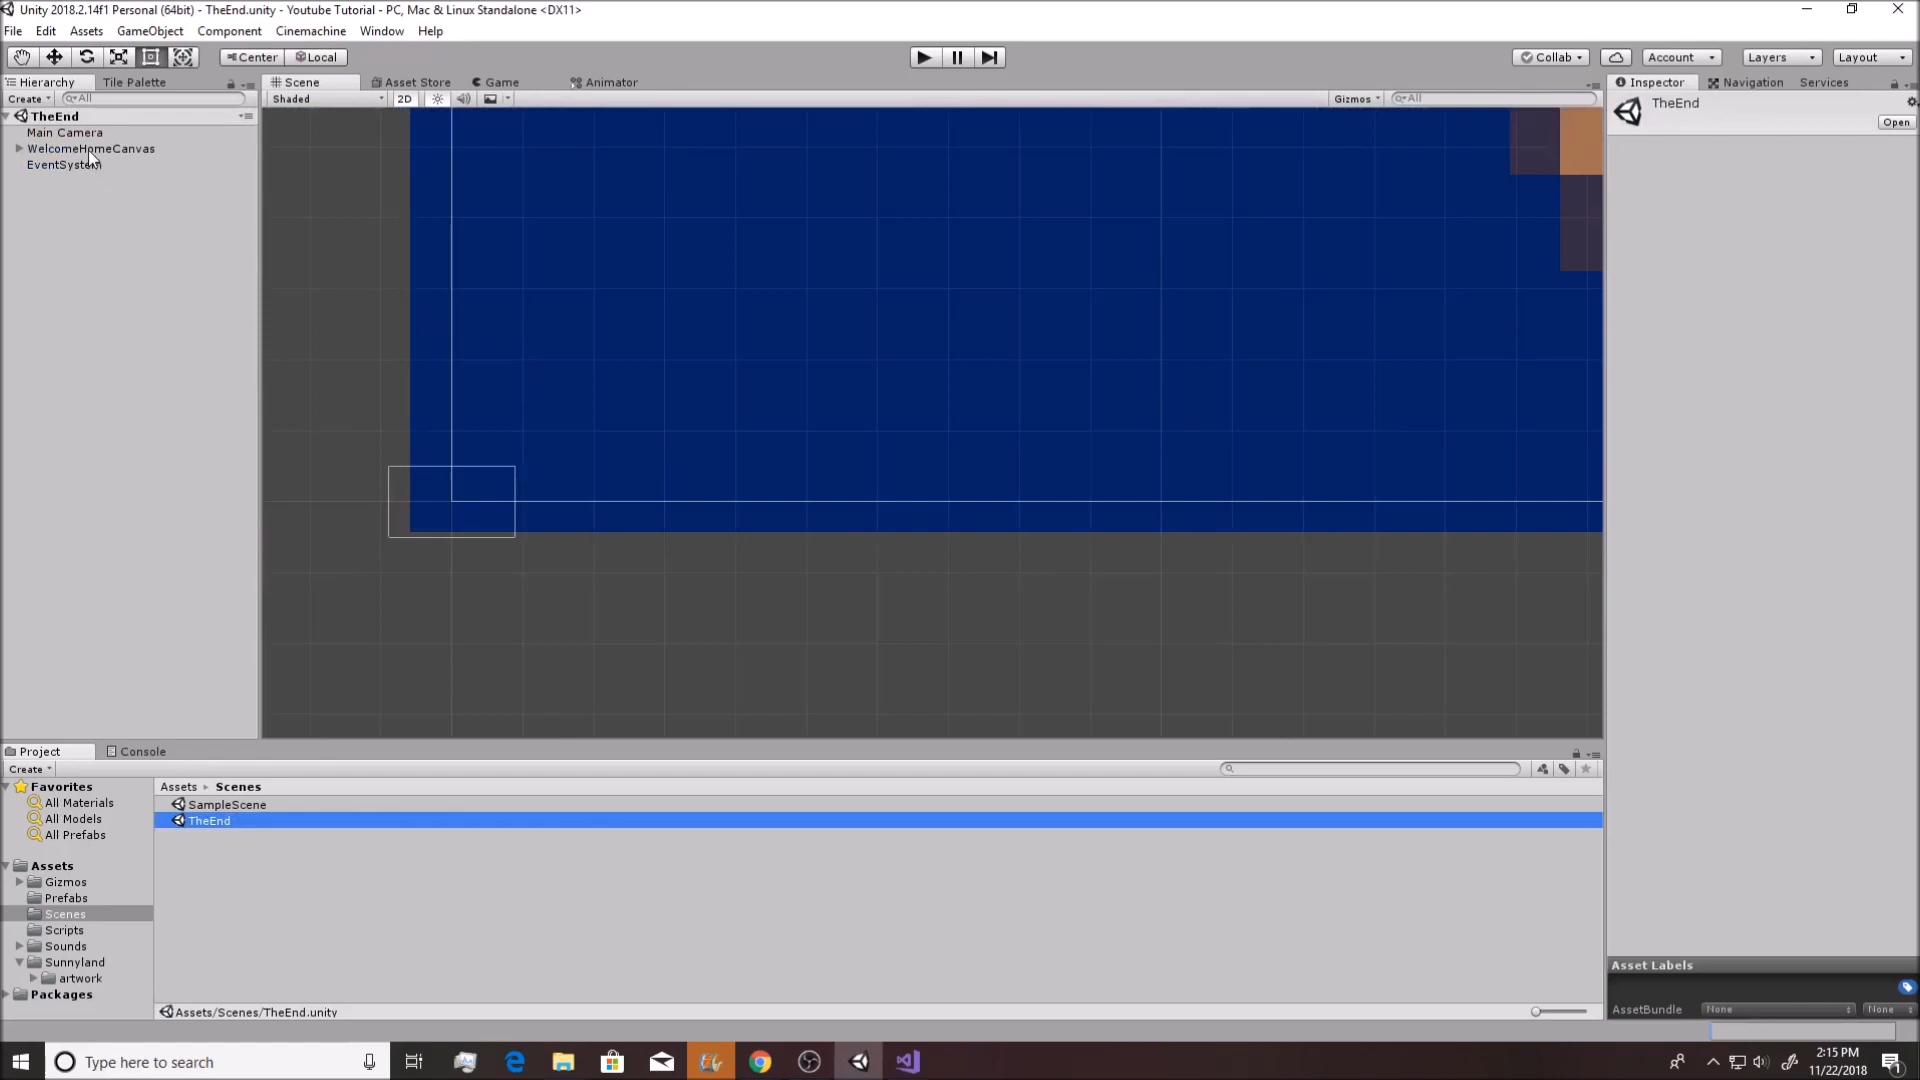 Unity 2018.2.14f1 Personal (64bit) - TheEnd.unity - Youtube Tutorial - PC, Mac & Linux Standalone <DX11>
File Edit Assets GameObject Component Cinemachine Window Help
Center Local Collab Account Layers Layout
Hierarchy Tile Palette Scene Asset Store Game Animator Inspector Navigation Services
Create All Shaded 2D Gizmos All
TheEnd
Open
TheEnd
Main Camera
WelcomeHomeCanvas
EventSystem
Project Console
Create
Favorites
All Materials
All Models
All Prefabs
Assets
Gizmos
Prefabs
Scenes
Scripts
Sounds
Sunnyland
artwork
Packages
Assets Scenes
SampleScene
TheEnd
Assets/Scenes/TheEnd.unity
Asset Labels
AssetBundle None None
Type here to search
2:15 PM
11/22/2018
1